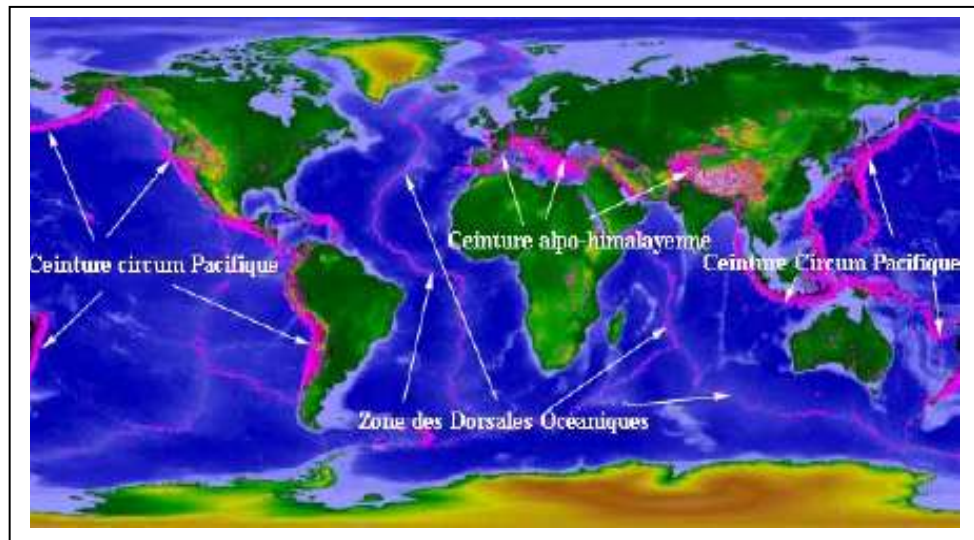 Ceinture alpo-himalayenne
Ceinture circum Pacifique
Ceinture Circum Pacifique
Zone des Dorsales Océaniques